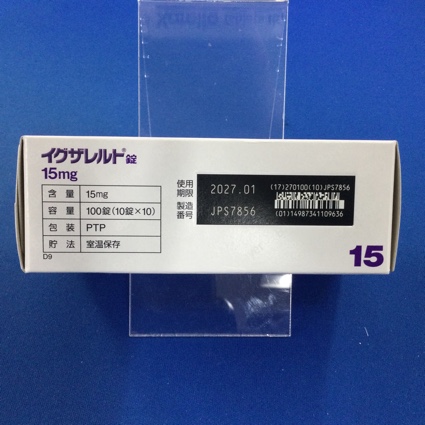 Xarelto
イグザレルト®錠
15mg
含 量 15mg
容 量 100錠(10錠×10)
包 装 PTP
貯 法 室温保存
D9
使用
期限 2027.01
製造
番号 JPS7856
(17)270100(10)JPS7856
(01)14987341109636
15